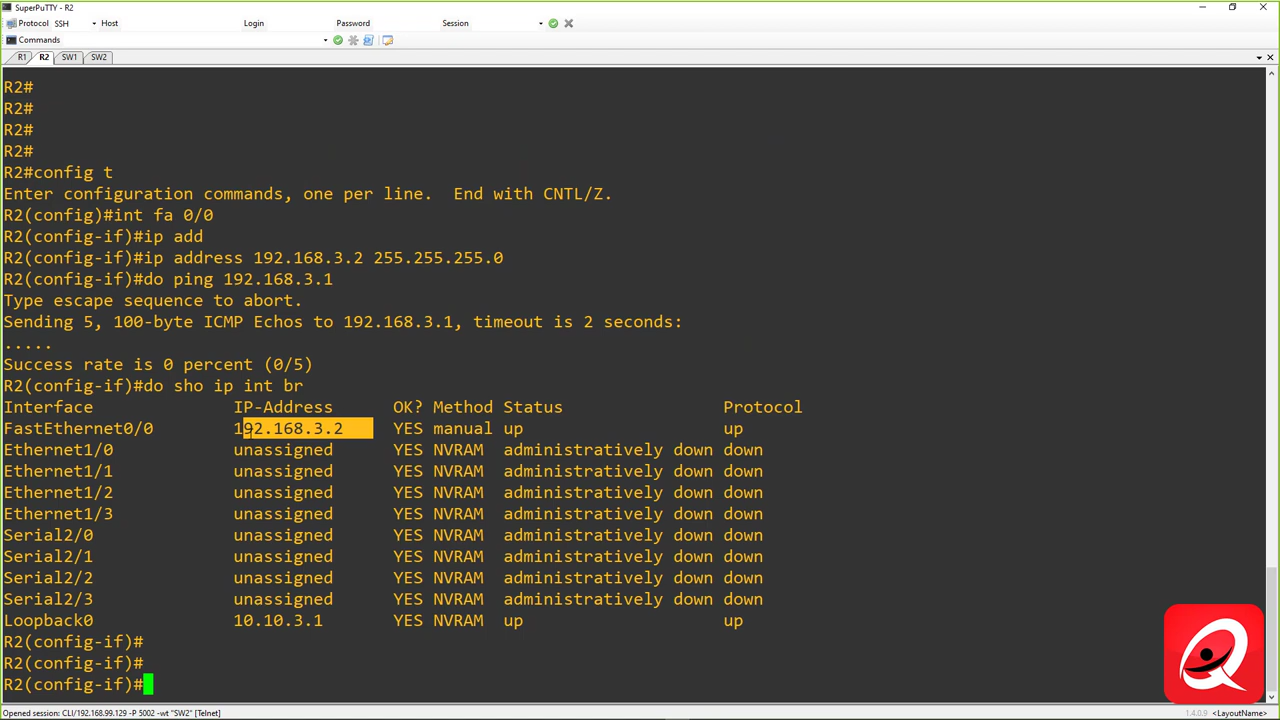 SuperPuTTY - R2
Protocol SSH Host Login Password Session
Commands
R1 R2 SW1 SW2
R2#
R2#
R2#
R2#
R2#config t
Enter configuration commands, one per line.  End with CNTL/Z.
R2(config)#int fa 0/0
R2(config-if)#ip add
R2(config-if)#ip address 192.168.3.2 255.255.255.0
R2(config-if)#do ping 192.168.3.1
Type escape sequence to abort.
Sending 5, 100-byte ICMP Echos to 192.168.3.1, timeout is 2 seconds:
.....
Success rate is 0 percent (0/5)
R2(config-if)#do sho ip int br
Interface IP-Address OK? Method Status Protocol
FastEthernet0/0 192.168.3.2 YES manual up up
Ethernet1/0 unassigned YES NVRAM administratively down down
Ethernet1/1 unassigned YES NVRAM administratively down down
Ethernet1/2 unassigned YES NVRAM administratively down down
Ethernet1/3 unassigned YES NVRAM administratively down down
Serial2/0 unassigned YES NVRAM administratively down down
Serial2/1 unassigned YES NVRAM administratively down down
Serial2/2 unassigned YES NVRAM administratively down down
Serial2/3 unassigned YES NVRAM administratively down down
Loopback0 10.10.3.1 YES NVRAM up up
R2(config-if)#
R2(config-if)#
R2(config-if)#
Opened session: CLI/192.168.99.129 -P 5002 -wt "SW2" [Telnet] 1.4.0.9 <LayoutName>